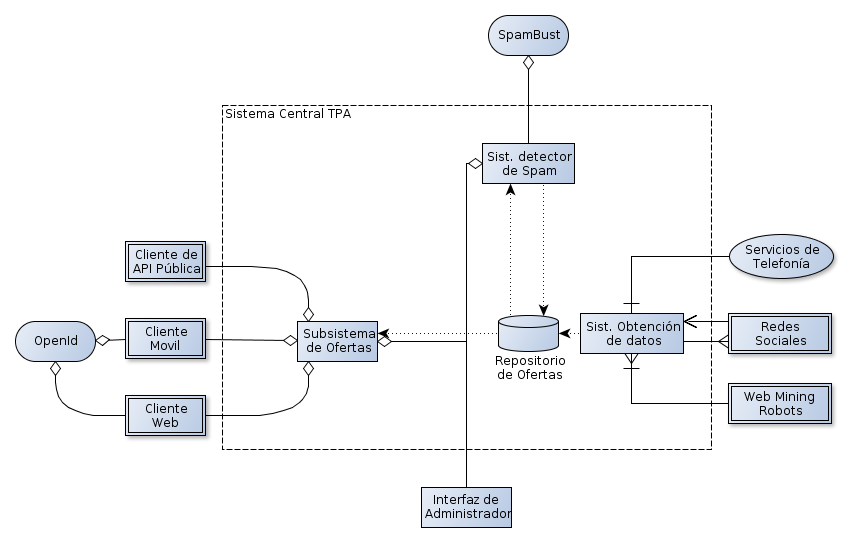 SpamBust
Sistema Central TPA
Sist. detector
de Spam
Cliente de
API Pública
Servicios de
Telefonía
OpenId
Cliente
Movil
Subsistema
de Ofertas
Repositorio
de Ofertas
Sist. Obtención
de datos
Redes
Sociales
Cliente
Web
Web Mining
Robots
Interfaz de
Administrador